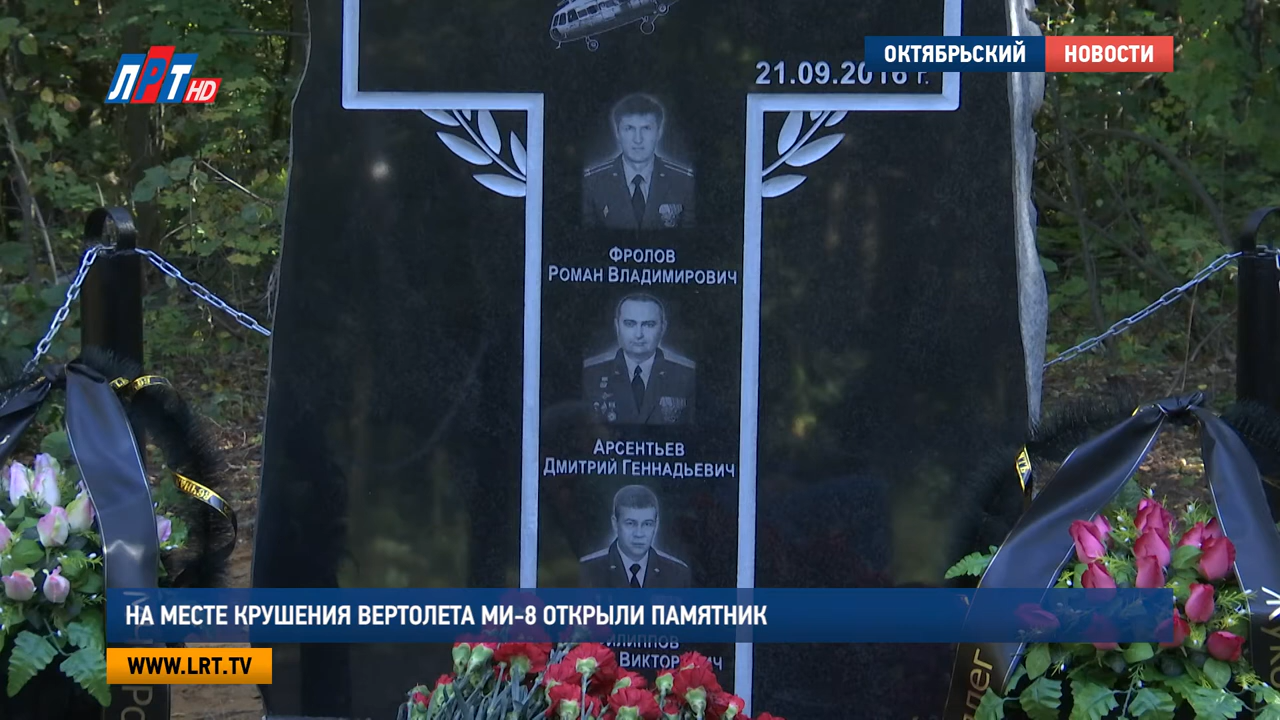 ЛРТ HD
ОКТЯБРЬСКИЙ НОВОСТИ
21.09.2016 г.
ФРОЛОВ
РОМАН ВЛАДИМИРОВИЧ
АРСЕНТЬЕВ
ДМИТРИЙ ГЕННАДЬЕВИЧ
НА МЕСТЕ КРУШЕНИЯ ВЕРТОЛЕТА МИ-8 ОТКРЫЛИ ПАМЯТНИК
WWW.LRT.TV